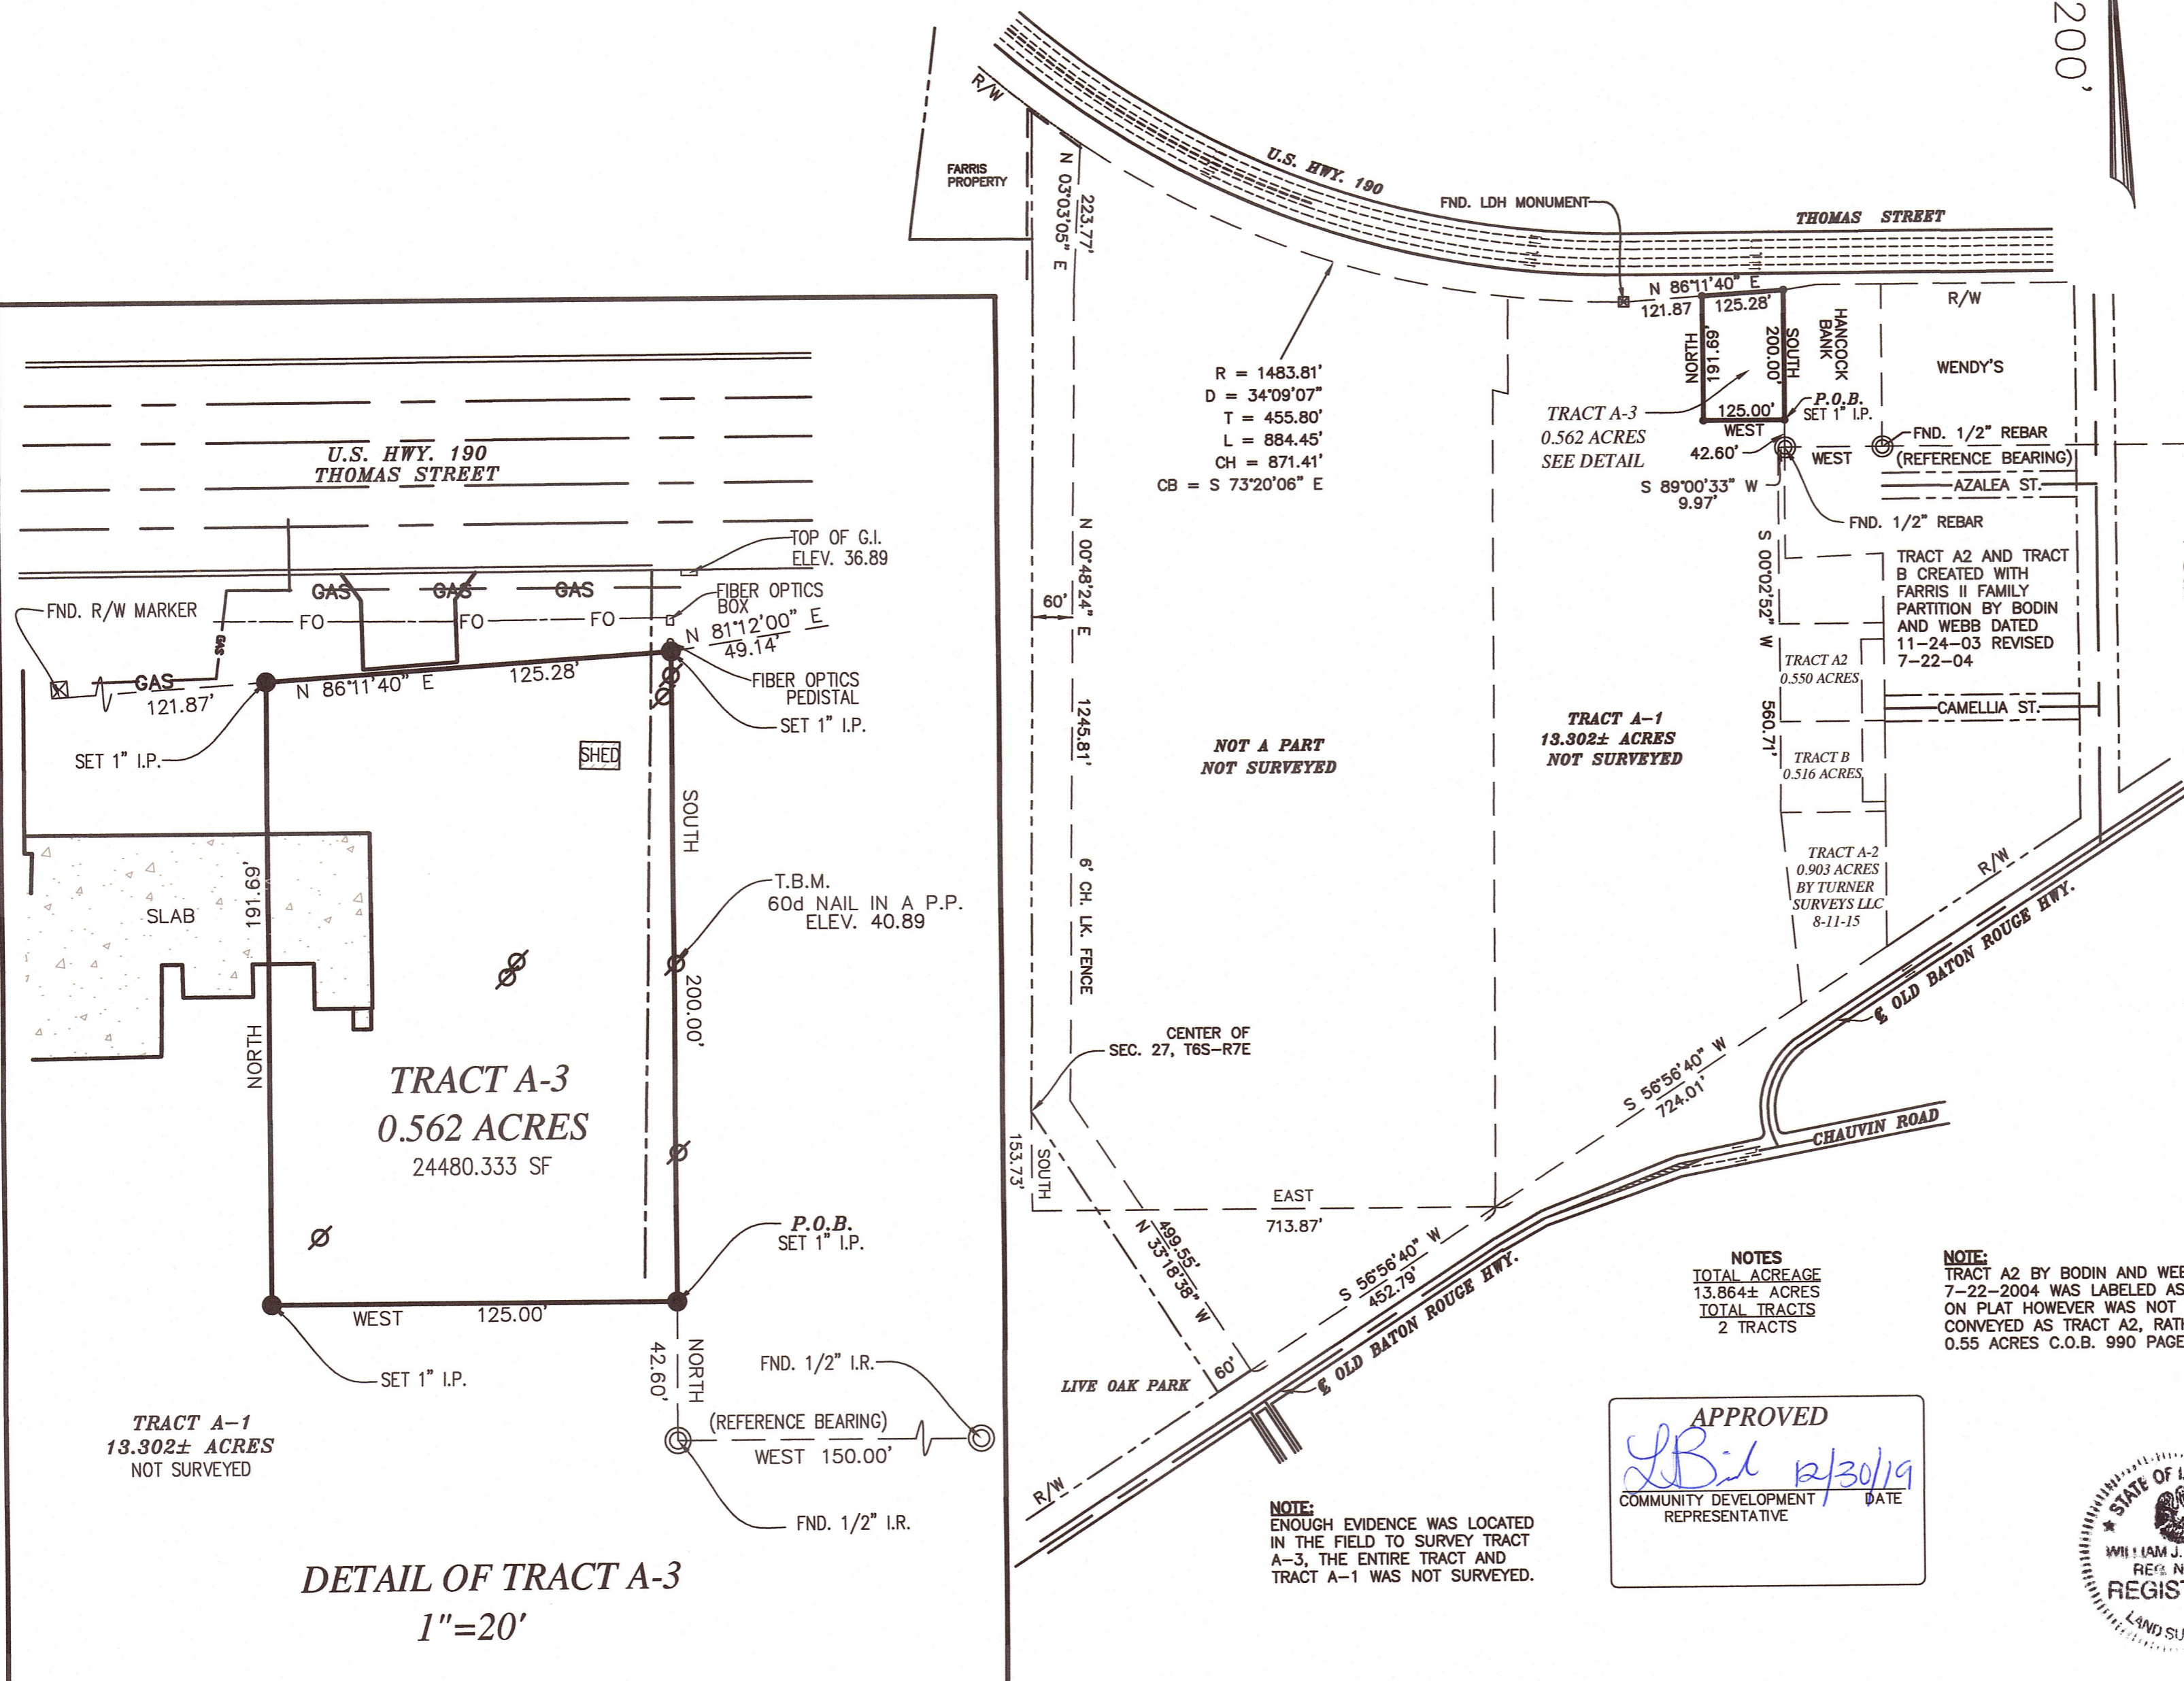 200'
R/W
U.S. HWY. 190
FARRIS
PROPERTY
N 03°03'05" E
223.77'
FND. LDH MONUMENT
THOMAS STREET
N 86°11'40" E
121.87
125.28'
R/W
NORTH
191.69'
SOUTH
200.00'
HANCOCK
BANK
WENDY'S
R = 1483.81'
D = 34°09'07"
T = 455.80'
L = 884.45'
CH = 871.41'
CB = S 73°20'06" E
TRACT A-3
0.562 ACRES
SEE DETAIL
125.00'
WEST
P.O.B.
SET 1" I.P.
42.60'
WEST
FND. 1/2" REBAR
(REFERENCE BEARING)
AZALEA ST.
S 89°00'33" W
9.97'
FND. 1/2" REBAR
S 00°02'52" W
560.71'
TRACT A2 AND TRACT
B CREATED WITH
FARRIS II FAMILY
PARTITION BY BODIN
AND WEBB DATED
11-24-03 REVISED
7-22-04
TRACT A2
0.550 ACRES
CAMELLIA ST.
TRACT B
0.516 ACRES
TRACT A-2
0.903 ACRES
BY TURNER
SURVEYS LLC
8-11-15
N 00°48'24" E
1245.81'
6' CH. LK. FENCE
60'
NOT A PART
NOT SURVEYED
TRACT A-1
13.302± ACRES
NOT SURVEYED
R/W
℄ OLD BATON ROUGE HWY.
CENTER OF
SEC. 27, T6S-R7E
S 56°56'40" W
724.01'
CHAUVIN ROAD
SOUTH
153.73'
EAST
713.87'
499.55'
N 33°18'38" W
S 56°56'40" W
452.79'
℄ OLD BATON ROUGE HWY.
60'
LIVE OAK PARK
R/W
U.S. HWY. 190
THOMAS STREET
TOP OF G.I.
ELEV. 36.89
GAS GAS GAS
FIBER OPTICS
BOX
FND. R/W MARKER
FO FO FO
GAS
N 81°12'00" E
49.14'
GAS
121.87'
N 86°11'40" E
125.28'
FIBER OPTICS
PEDISTAL
SET 1" I.P.
SET 1" I.P.
SHED
SOUTH
200.00'
T.B.M.
60d NAIL IN A P.P.
ELEV. 40.89
SLAB
191.69'
NORTH
TRACT A-3
0.562 ACRES
24480.333 SF
P.O.B.
SET 1" I.P.
WEST 125.00'
SET 1" I.P.
NORTH
42.60'
FND. 1/2" I.R.
(REFERENCE BEARING)
WEST 150.00'
FND. 1/2" I.R.
TRACT A-1
13.302± ACRES
NOT SURVEYED
DETAIL OF TRACT A-3
1"=20'
NOTES
TOTAL ACREAGE
13.864± ACRES
TOTAL TRACTS
2 TRACTS
NOTE:
TRACT A2 BY BODIN AND
7-22-2004 WAS LABELED AS
ON PLAT HOWEVER WAS NOT
CONVEYED AS TRACT A2,
0.55 ACRES C.O.B. 990 PAGE
NOTE:
ENOUGH EVIDENCE WAS LOCATED
IN THE FIELD TO SURVEY TRACT
A-3, THE ENTIRE TRACT AND
TRACT A-1 WAS NOT SURVEYED.
APPROVED
12/30/19
COMMUNITY DEVELOPMENT DATE
REPRESENTATIVE
STATE OF
WILLIAM J.
REG.
LAND